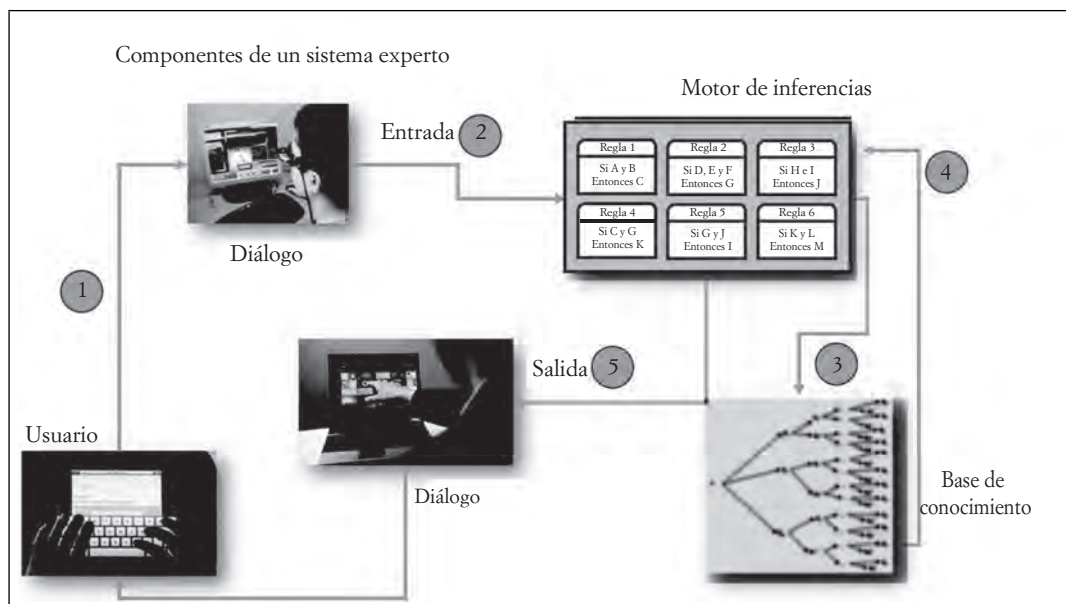 Componentes de un sistema experto
Motor de inferencias
Entrada 2
Regla 1
Si A y B
Entonces C
Regla 2
Si D, E y F
Entonces G
Regla 3
Si H e I
Entonces J
Regla 4
Si C y G
Entonces K
Regla 5
Si G y J
Entonces I
Regla 6
Si K y L
Entonces M
4
Diálogo
1
Salida 5
3
Usuario
Diálogo
Base de
conocimiento